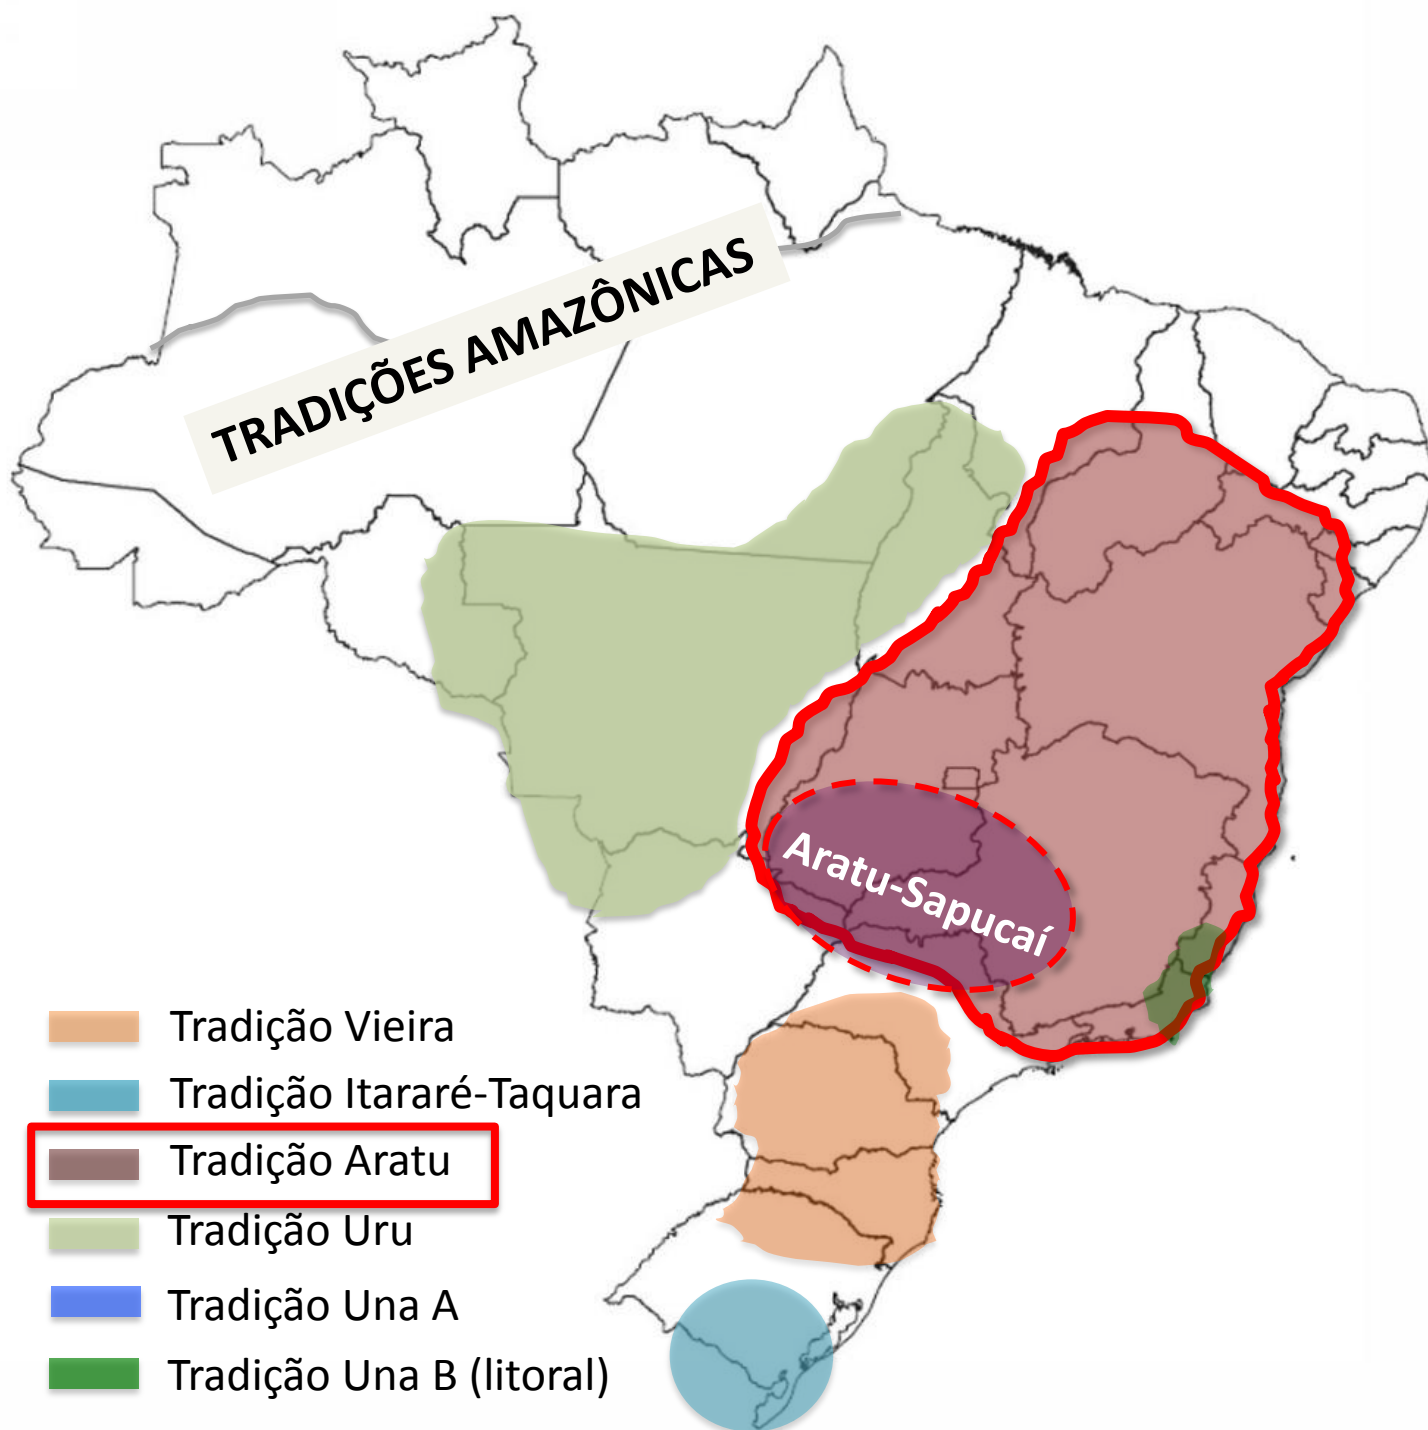 TRADIÇÕES AMAZÔNICAS
Aratu-Sapucaí
Tradição Vieira
Tradição Itararé-Taquara
Tradição Aratu
Tradição Uru
Tradição Una A
Tradição Una B (litoral)